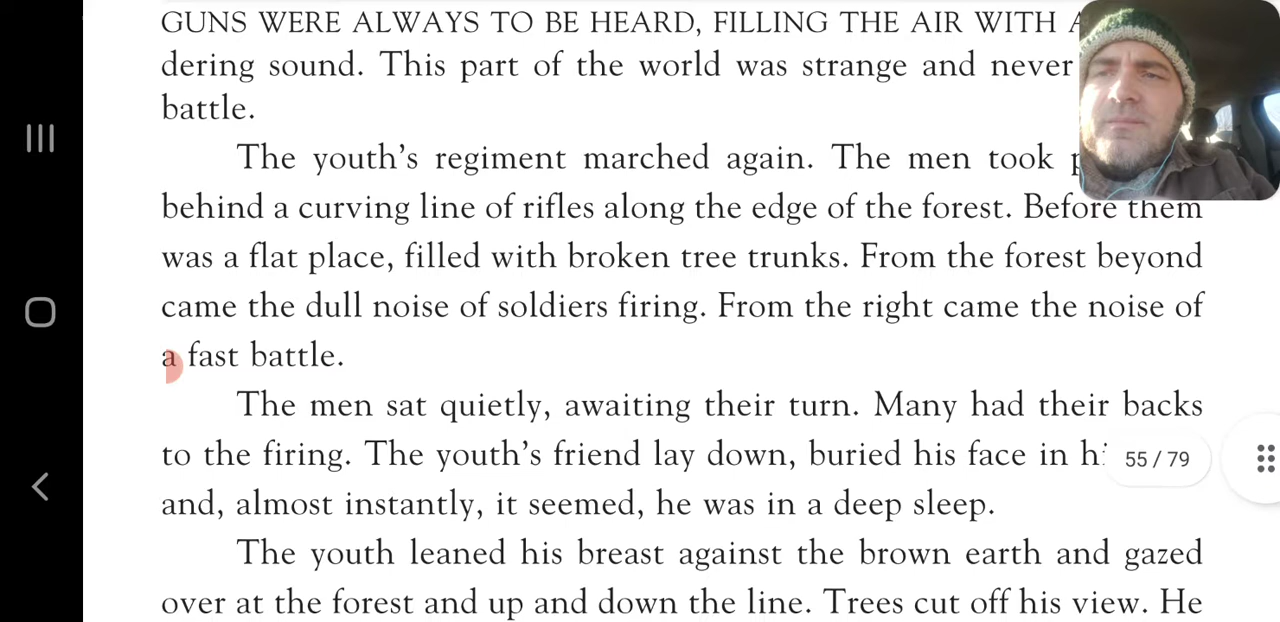 GUNS WERE ALWAYS TO BE HEARD, FILLING THE AIR WITH A
dering sound. This part of the world was strange and never
battle.
The youth’s regiment marched again. The men took
behind a curving line of rifles along the edge of the forest. Before them
was a flat place, filled with broken tree trunks. From the forest beyond
came the dull noise of soldiers firing. From the right came the noise of
a fast battle.
The men sat quietly, awaiting their turn. Many had their backs
to the firing. The youth’s friend lay down, buried his face in
55 / 79
and, almost instantly, it seemed, he was in a deep sleep.
The youth leaned his breast against the brown earth and gazed
over at the forest and up and down the line. Trees cut off his view. He